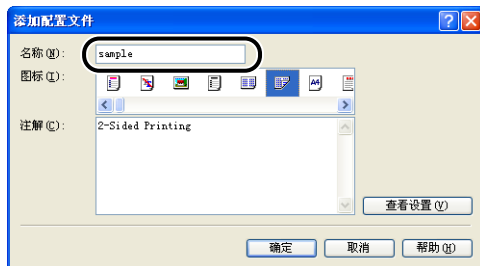 添加配置文件
名称(N): sample
图标(I):
A4
注解(C): 2-Sided Printing
查看设置(V)
确定 取消 帮助(H)